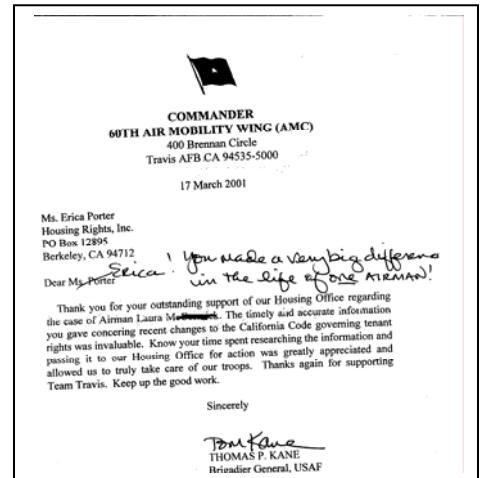 COMMANDER
60TH AIR MOBILITY WING (AMC)
400 Brennan Circle
Travis AFB CA 94535-5000
17 March 2001
Ms. Erica Porter
Housing Rights, Inc.
PO Box 12895
Berkeley, CA 94712
! You made a very big differens
Erica
Dear Ms. Porter
in the life of one AIRMAN!
Thank you for your outstanding support of our Housing Office regarding
the case of Airman Laura
The timely and accurate information
you gave concering recent changes to the California Code governing tenant
rights was invaluable. Know your time spent researching the information and
passing it to our Housing Office for action was greatly appreciated and
allowed us to truly take care of our troops. Thanks again for supporting
Team Travis. Keep up the good work.
Sincerely
Tom Kane
THOMAS P. KANE
Brigadier General, USAF